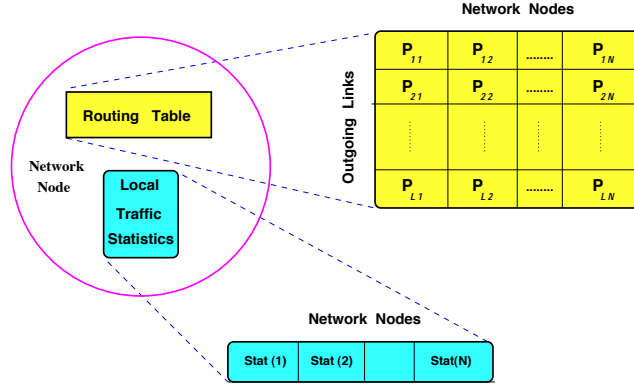 Network Nodes
Outgoing Links
P11 P12 ........ P1N
P21 P22 ........ P2N
PL1 PL2 ........ PLN
Routing Table
Network
Node
Local
Traffic
Statistics
Network Nodes
Stat (1) Stat (2) Stat(N)